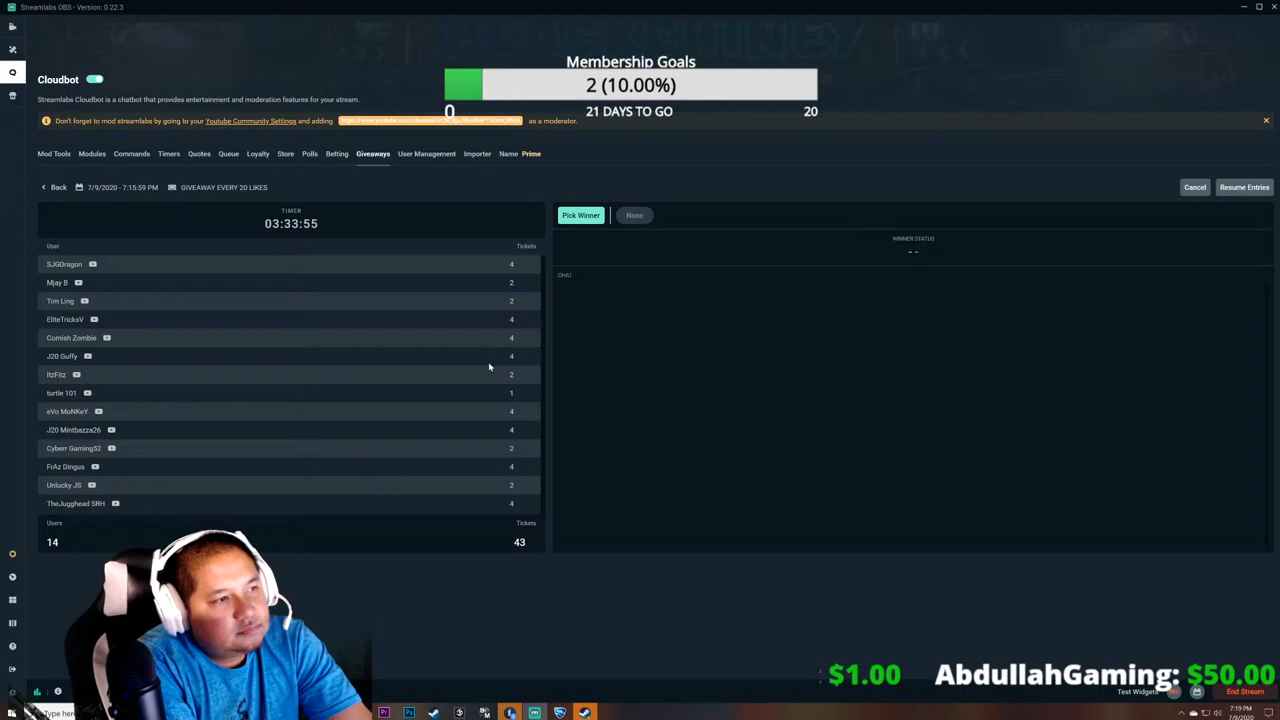 Streamlabs OBS - Version: 0.22.3
Membership Goals
Cloudbot
2 (10.00%)
Streamlabs Cloudbot is a chatbot that provides entertainment and moderation features for your stream.
0 21 DAYS TO GO 20
Don't forget to mod streamlabs by going to your Youtube Community Settings and adding as a moderator.
Mod Tools Modules Commands Timers Quotes Queue Loyalty Store Polls Betting Giveaways User Management Importer Name Prime
Back 7/9/2020 - 7:15:59 PM GIVEAWAY EVERY 20 LIKES Cancel Resume Entries
TIMER
03:33:55
Pick Winner None
WINNER STATUS
- -
CHAT
User Tickets
SJGDragon 4
Mjay B 2
Tim Ling 2
EliteTricksV 4
Cornish Zombie 4
J20 Guffy 4
ItzFitz 2
turtle 101 1
eVo MoNKeY 4
J20 Mintbazza26 4
Cyberr Gaming52 2
FrAz Dingus 4
Unlucky JS 2
TheJugghead SRH 4
Users Tickets
14 43
$1.00 AbdullahGaming: $50.00
Test Widgets End Stream
Type here
7:19 PM
7/9/2020